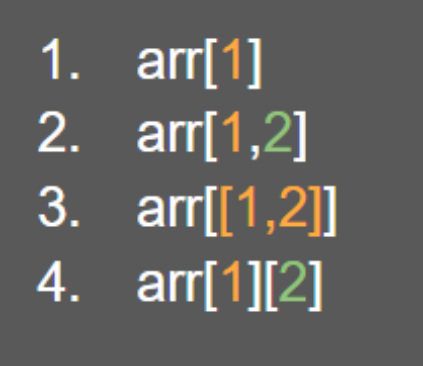 1. arr[1]
2. arr[1,2]
3. arr[[1,2]]
4. arr[1][2]